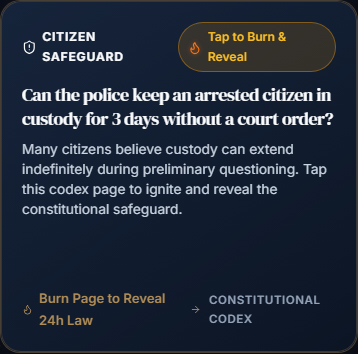 CITIZEN
SAFEGUARD
Tap to Burn &
Reveal
Can the police keep an arrested citizen in
custody for 3 days without a court order?
Many citizens believe custody can extend
indefinitely during preliminary questioning. Tap
this codex page to ignite and reveal the
constitutional safeguard.
Burn Page to Reveal
24h Law
CONSTITUTIONAL
CODEX